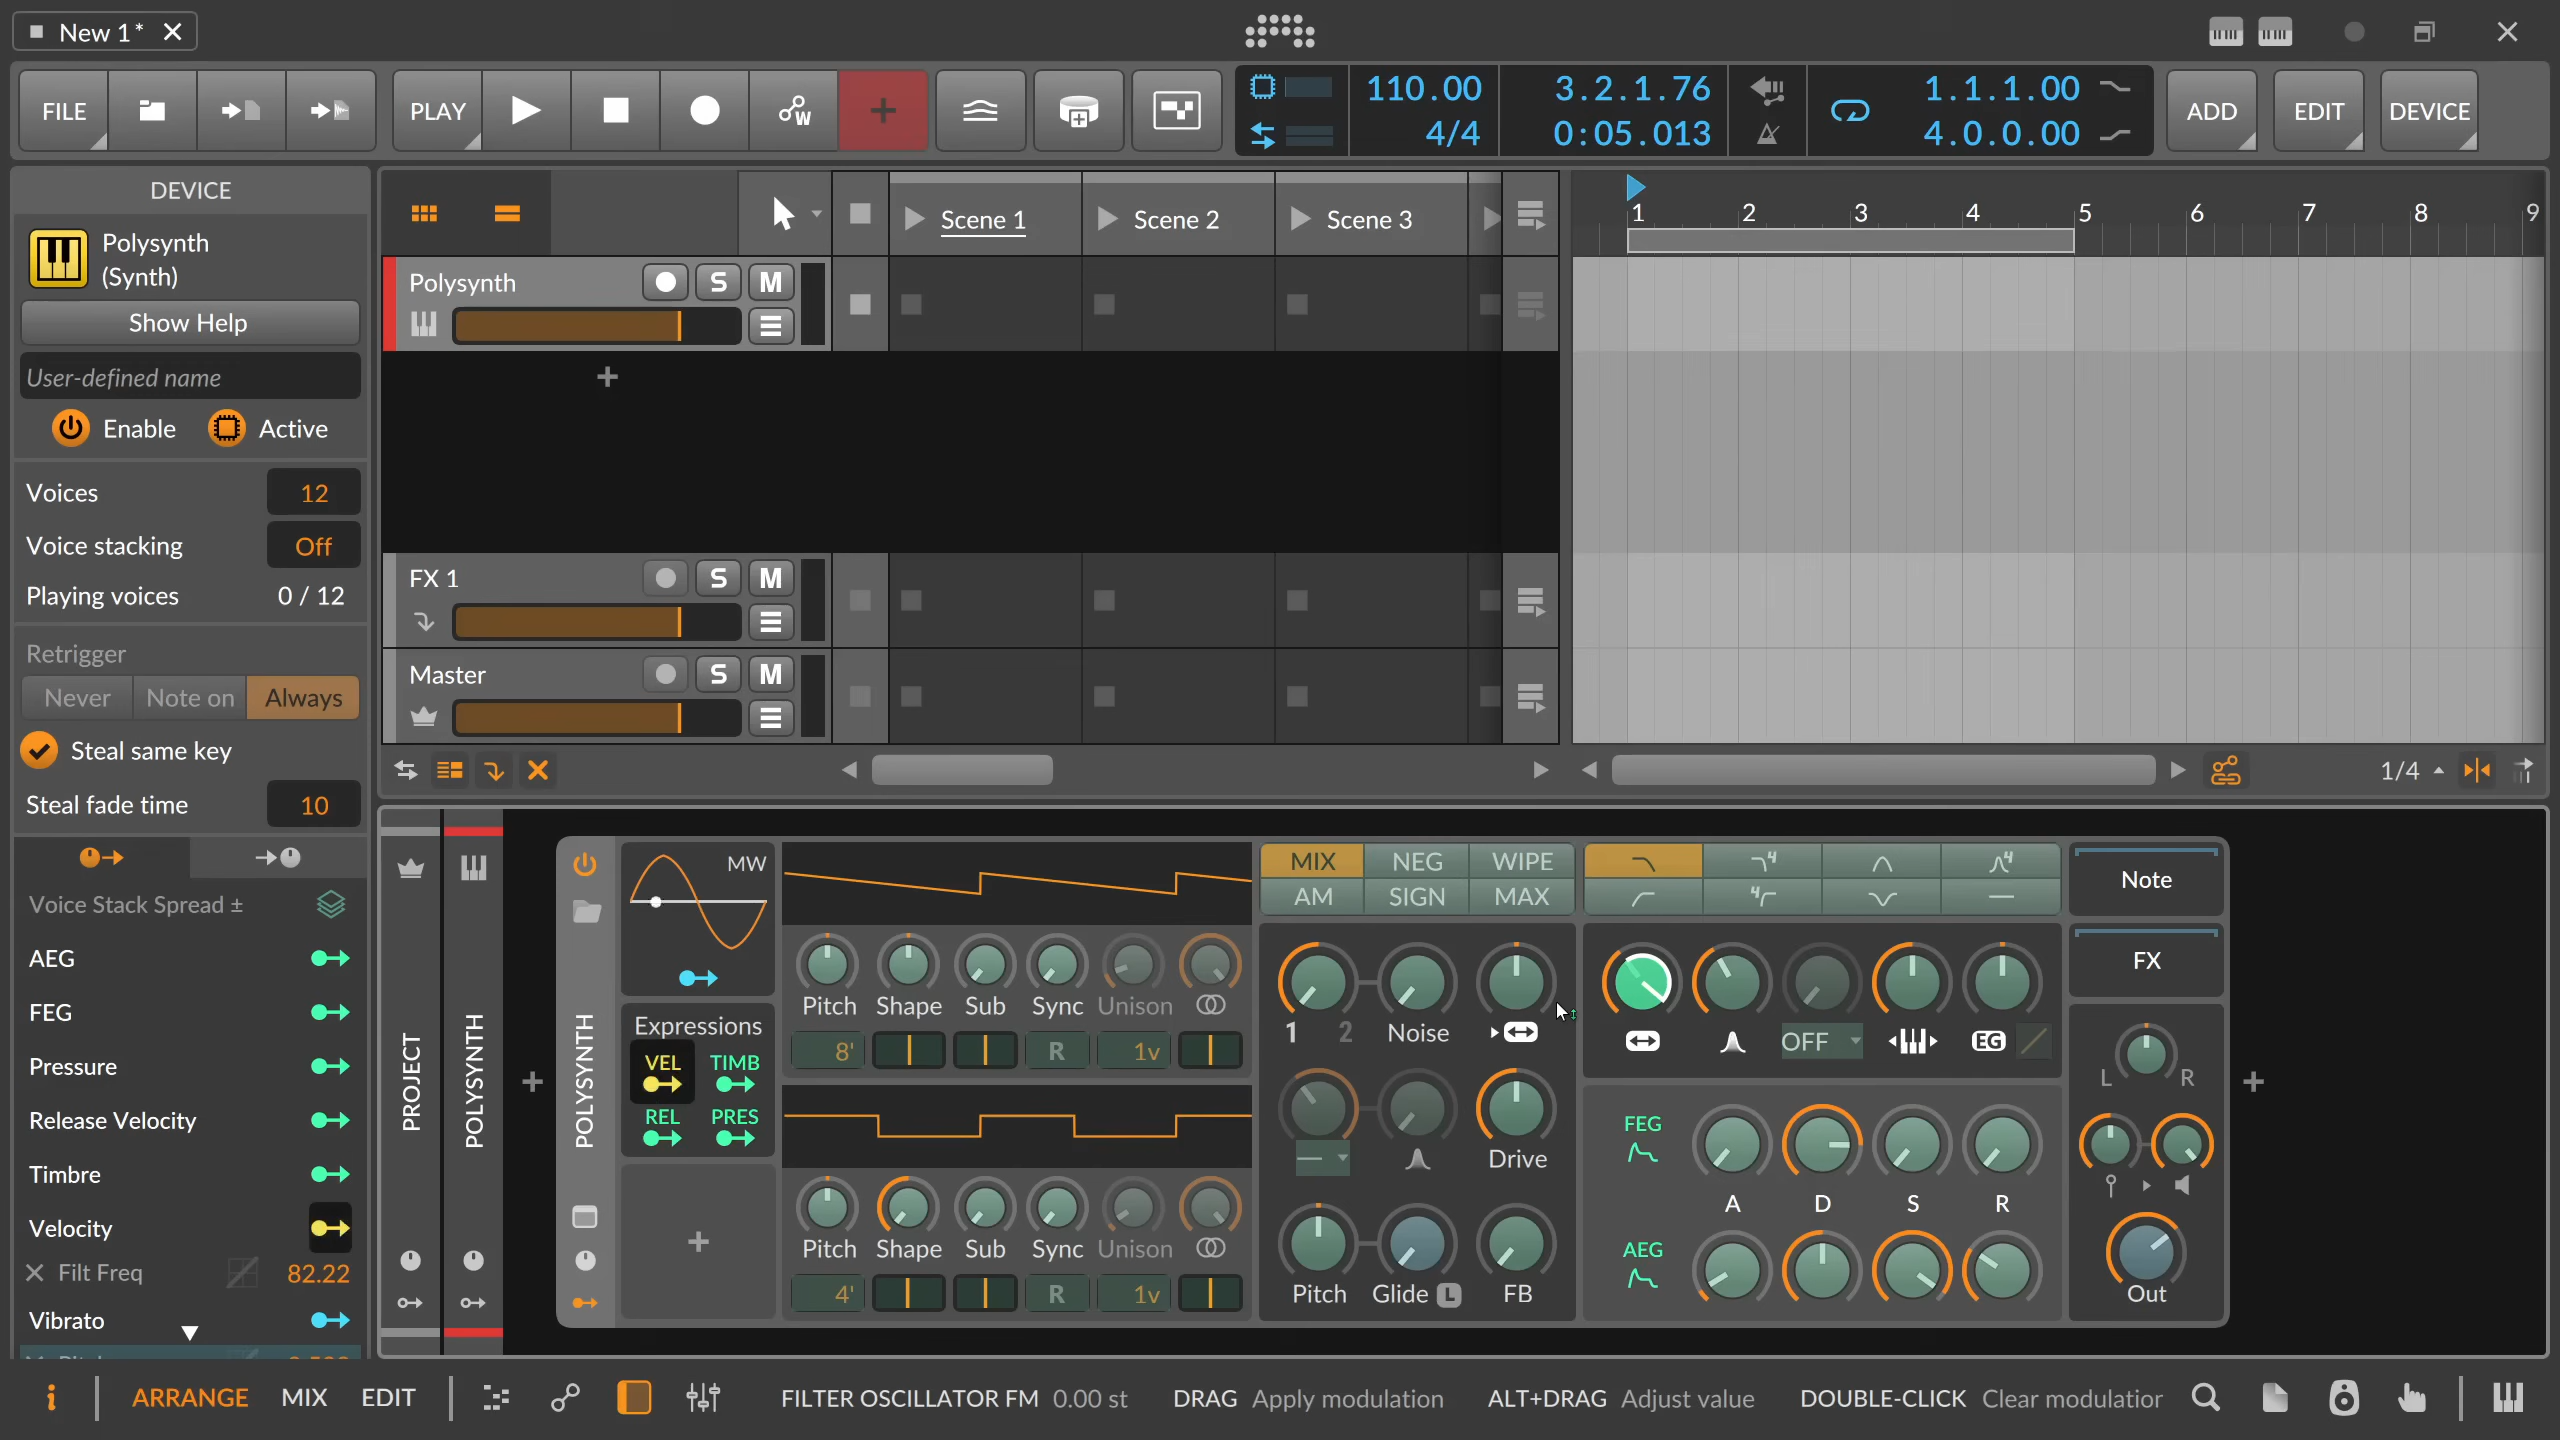 New 1*
FILE
PLAY
110.00
4/4
3.2.1.76
0:05.013
1.1.1.00
4.0.0.00
ADD
EDIT
DEVICE
DEVICE
Polysynth
(Synth)
Show Help
User-defined name
Enable
Active
Voices 12
Voice stacking Off
Playing voices 0 / 12
Retrigger
Never Note on Always
Steal same key
Steal fade time 10
Voice Stack Spread ±
AEG
FEG
Pressure
Release Velocity
Timbre
Velocity
Filt Freq 82.22
Vibrato
Scene 1
Scene 2
Scene 3
1 2 3 4 5 6 7 8 9
Polysynth S M
FX 1 S M
Master S M
1/4
PROJECT
POLYSYNTH
POLYSYNTH
MW
Expressions
VEL TIMB
REL PRES
Pitch Shape Sub Sync Unison
8' R 1v
Pitch Shape Sub Sync Unison
4' R 1v
MIX NEG WIPE
AM SIGN MAX
1 2 Noise
Drive
Pitch Glide L FB
4 4
4
OFF
EG
FEG
A D S R
AEG
Note
FX
L R
Out
ARRANGE MIX EDIT
FILTER OSCILLATOR FM 0.00 st
DRAG Apply modulation
ALT+DRAG Adjust value
DOUBLE-CLICK Clear modulatior